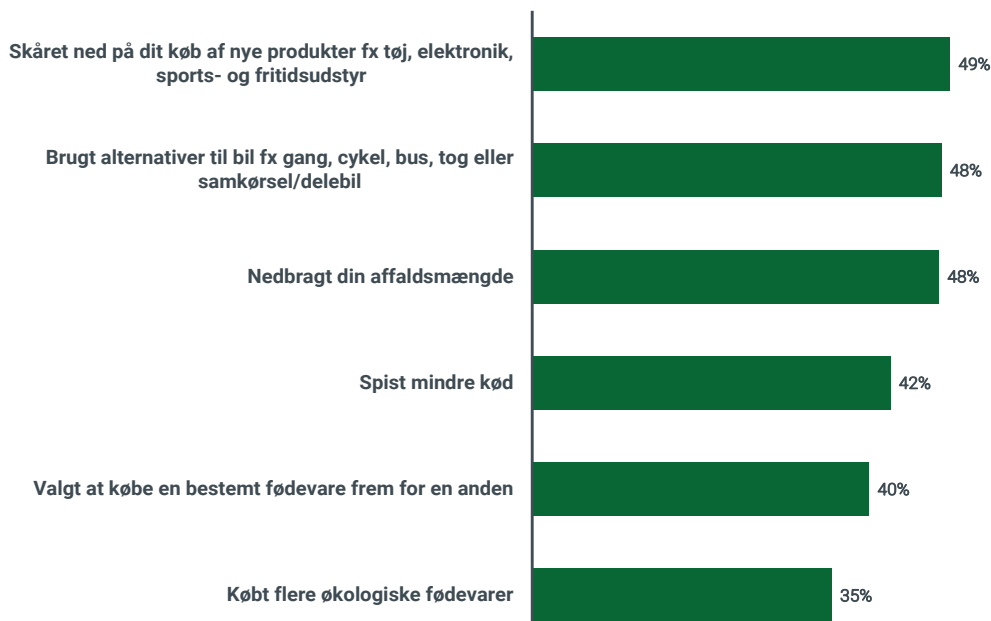 Skåret ned på dit køb af nye produkter fx tøj, elektronik,
sports- og fritidsudstyr
49%
Brugt alternativer til bil fx gang, cykel, bus, tog eller
samkørsel/delebil
48%
Nedbragt din affaldsmængde
48%
Spist mindre kød
42%
Valgt at købe en bestemt fødevare frem for en anden
40%
Købt flere økologiske fødevarer
35%